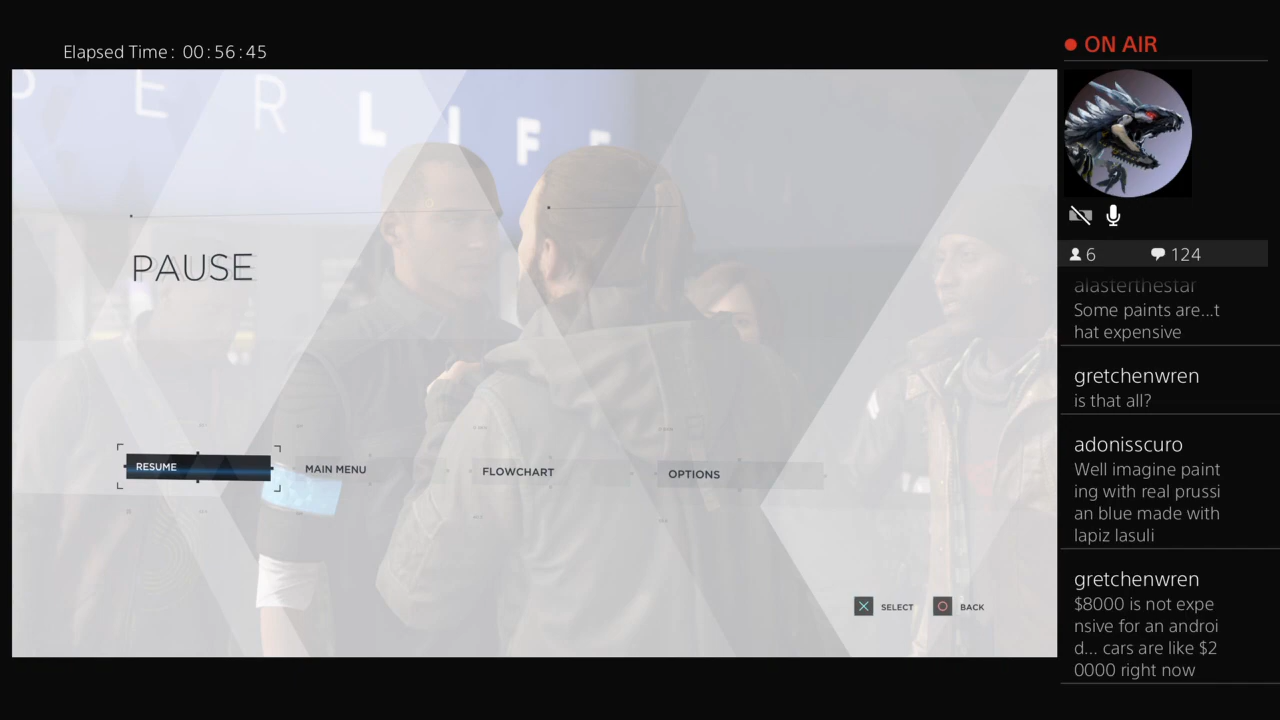 Elapsed Time: 00:56:45
ON AIR
E R LIF
PAUSE
RESUME
MAIN MENU
FLOWCHART
OPTIONS
SELECT
BACK
6
124
alasterthestar
Some paints are...t
hat expensive
gretchenwren
is that all?
adonisscuro
Well imagine paint
ing with real prussi
an blue made with
lapiz lasuli
gretchenwren
$8000 is not expe
nsive for an androi
d... cars are like $2
0000 right now